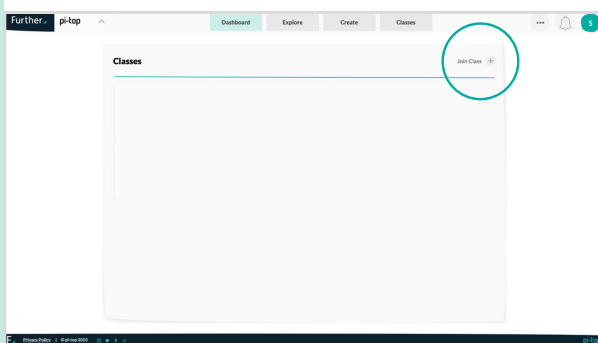 Further pi-top Dashboard Explore Create Classes ... S
Classes Join Class +
Privacy Policy | © pi-top 2023 pi-top